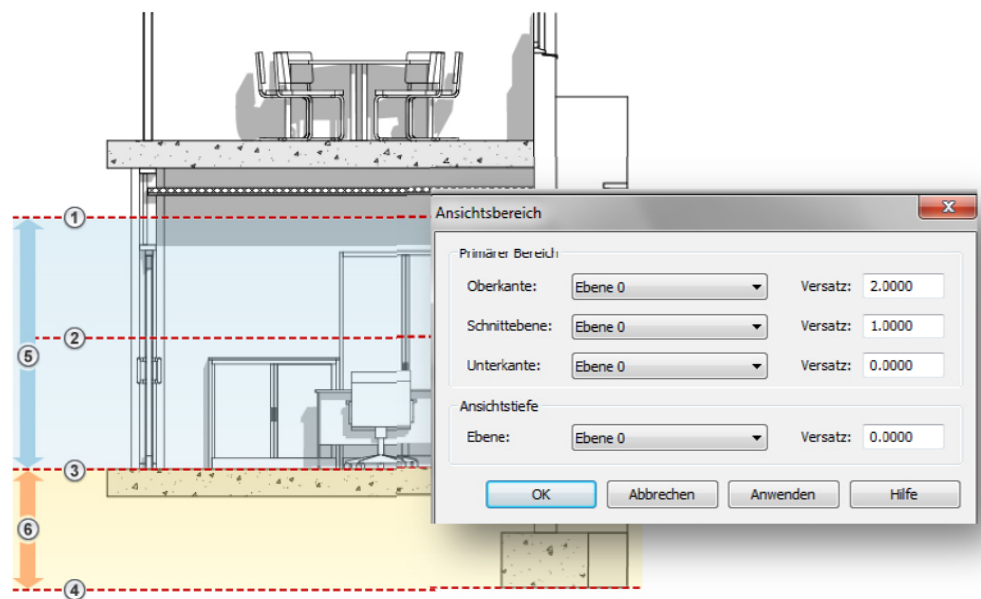 1
2
5
3
6
4
Ansichtsbereich
Primärer Bereich
Oberkante: Ebene 0 Versatz: 2.0000
Schnittebene: Ebene 0 Versatz: 1.0000
Unterkante: Ebene 0 Versatz: 0.0000
Ansichtstiefe
Ebene: Ebene 0 Versatz: 0.0000
OK Abbrechen Anwenden Hilfe